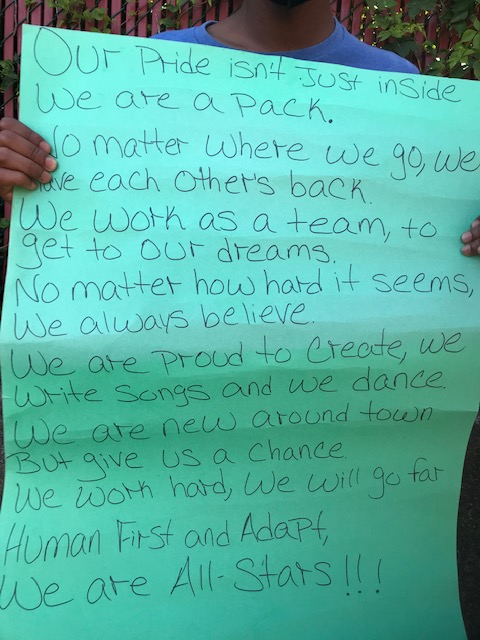 Our Pride isn't Just inside
We are a Pack.
No matter where we go, we
have each other's back.
We work as a team, to
get to our dreams.
No matter how hard it seems,
We always believe.
We are Proud to Create, we
write songs and we dance.
We are new around town
But give us a chance.
We work hard, We will go far
Human First and Adapt,
We are All-Stars!!!